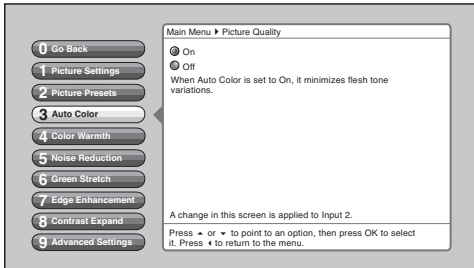 Main Menu ▶ Picture Quality
0 Go Back
1 Picture Settings
2 Picture Presets
3 Auto Color
4 Color Warmth
5 Noise Reduction
6 Green Stretch
7 Edge Enhancement
8 Contrast Expand
9 Advanced Settings
On
Off
When Auto Color is set to On, it minimizes flesh tone
variations.
A change in this screen is applied to Input 2.
Press ▲ or ▼ to point to an option, then press OK to select
it. Press ◀ to return to the menu.